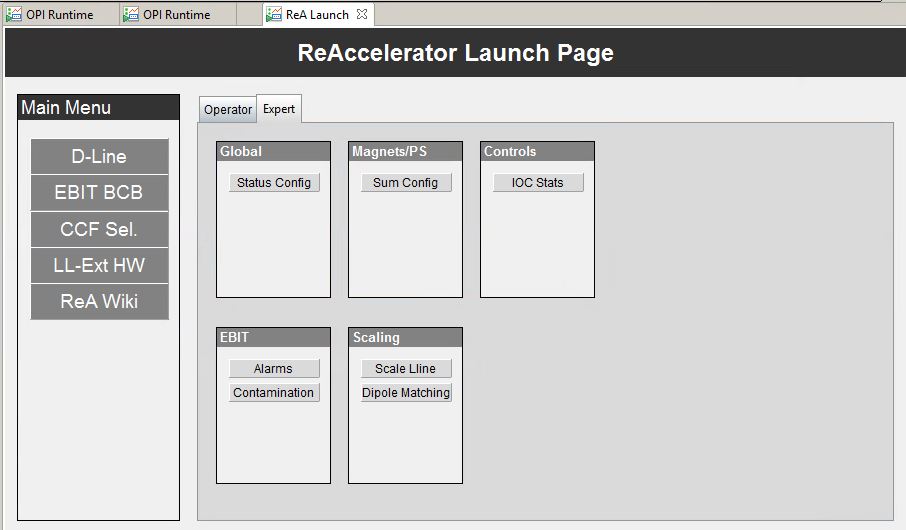 OPI Runtime
OPI Runtime
ReA Launch
ReAccelerator Launch Page
Main Menu
D-Line
EBIT BCB
CCF Sel.
LL-Ext HW
ReA Wiki
Operator
Expert
Global
Status Config
Magnets/PS
Sum Config
Controls
IOC Stats
EBIT
Alarms
Contamination
Scaling
Scale Lline
Dipole Matching